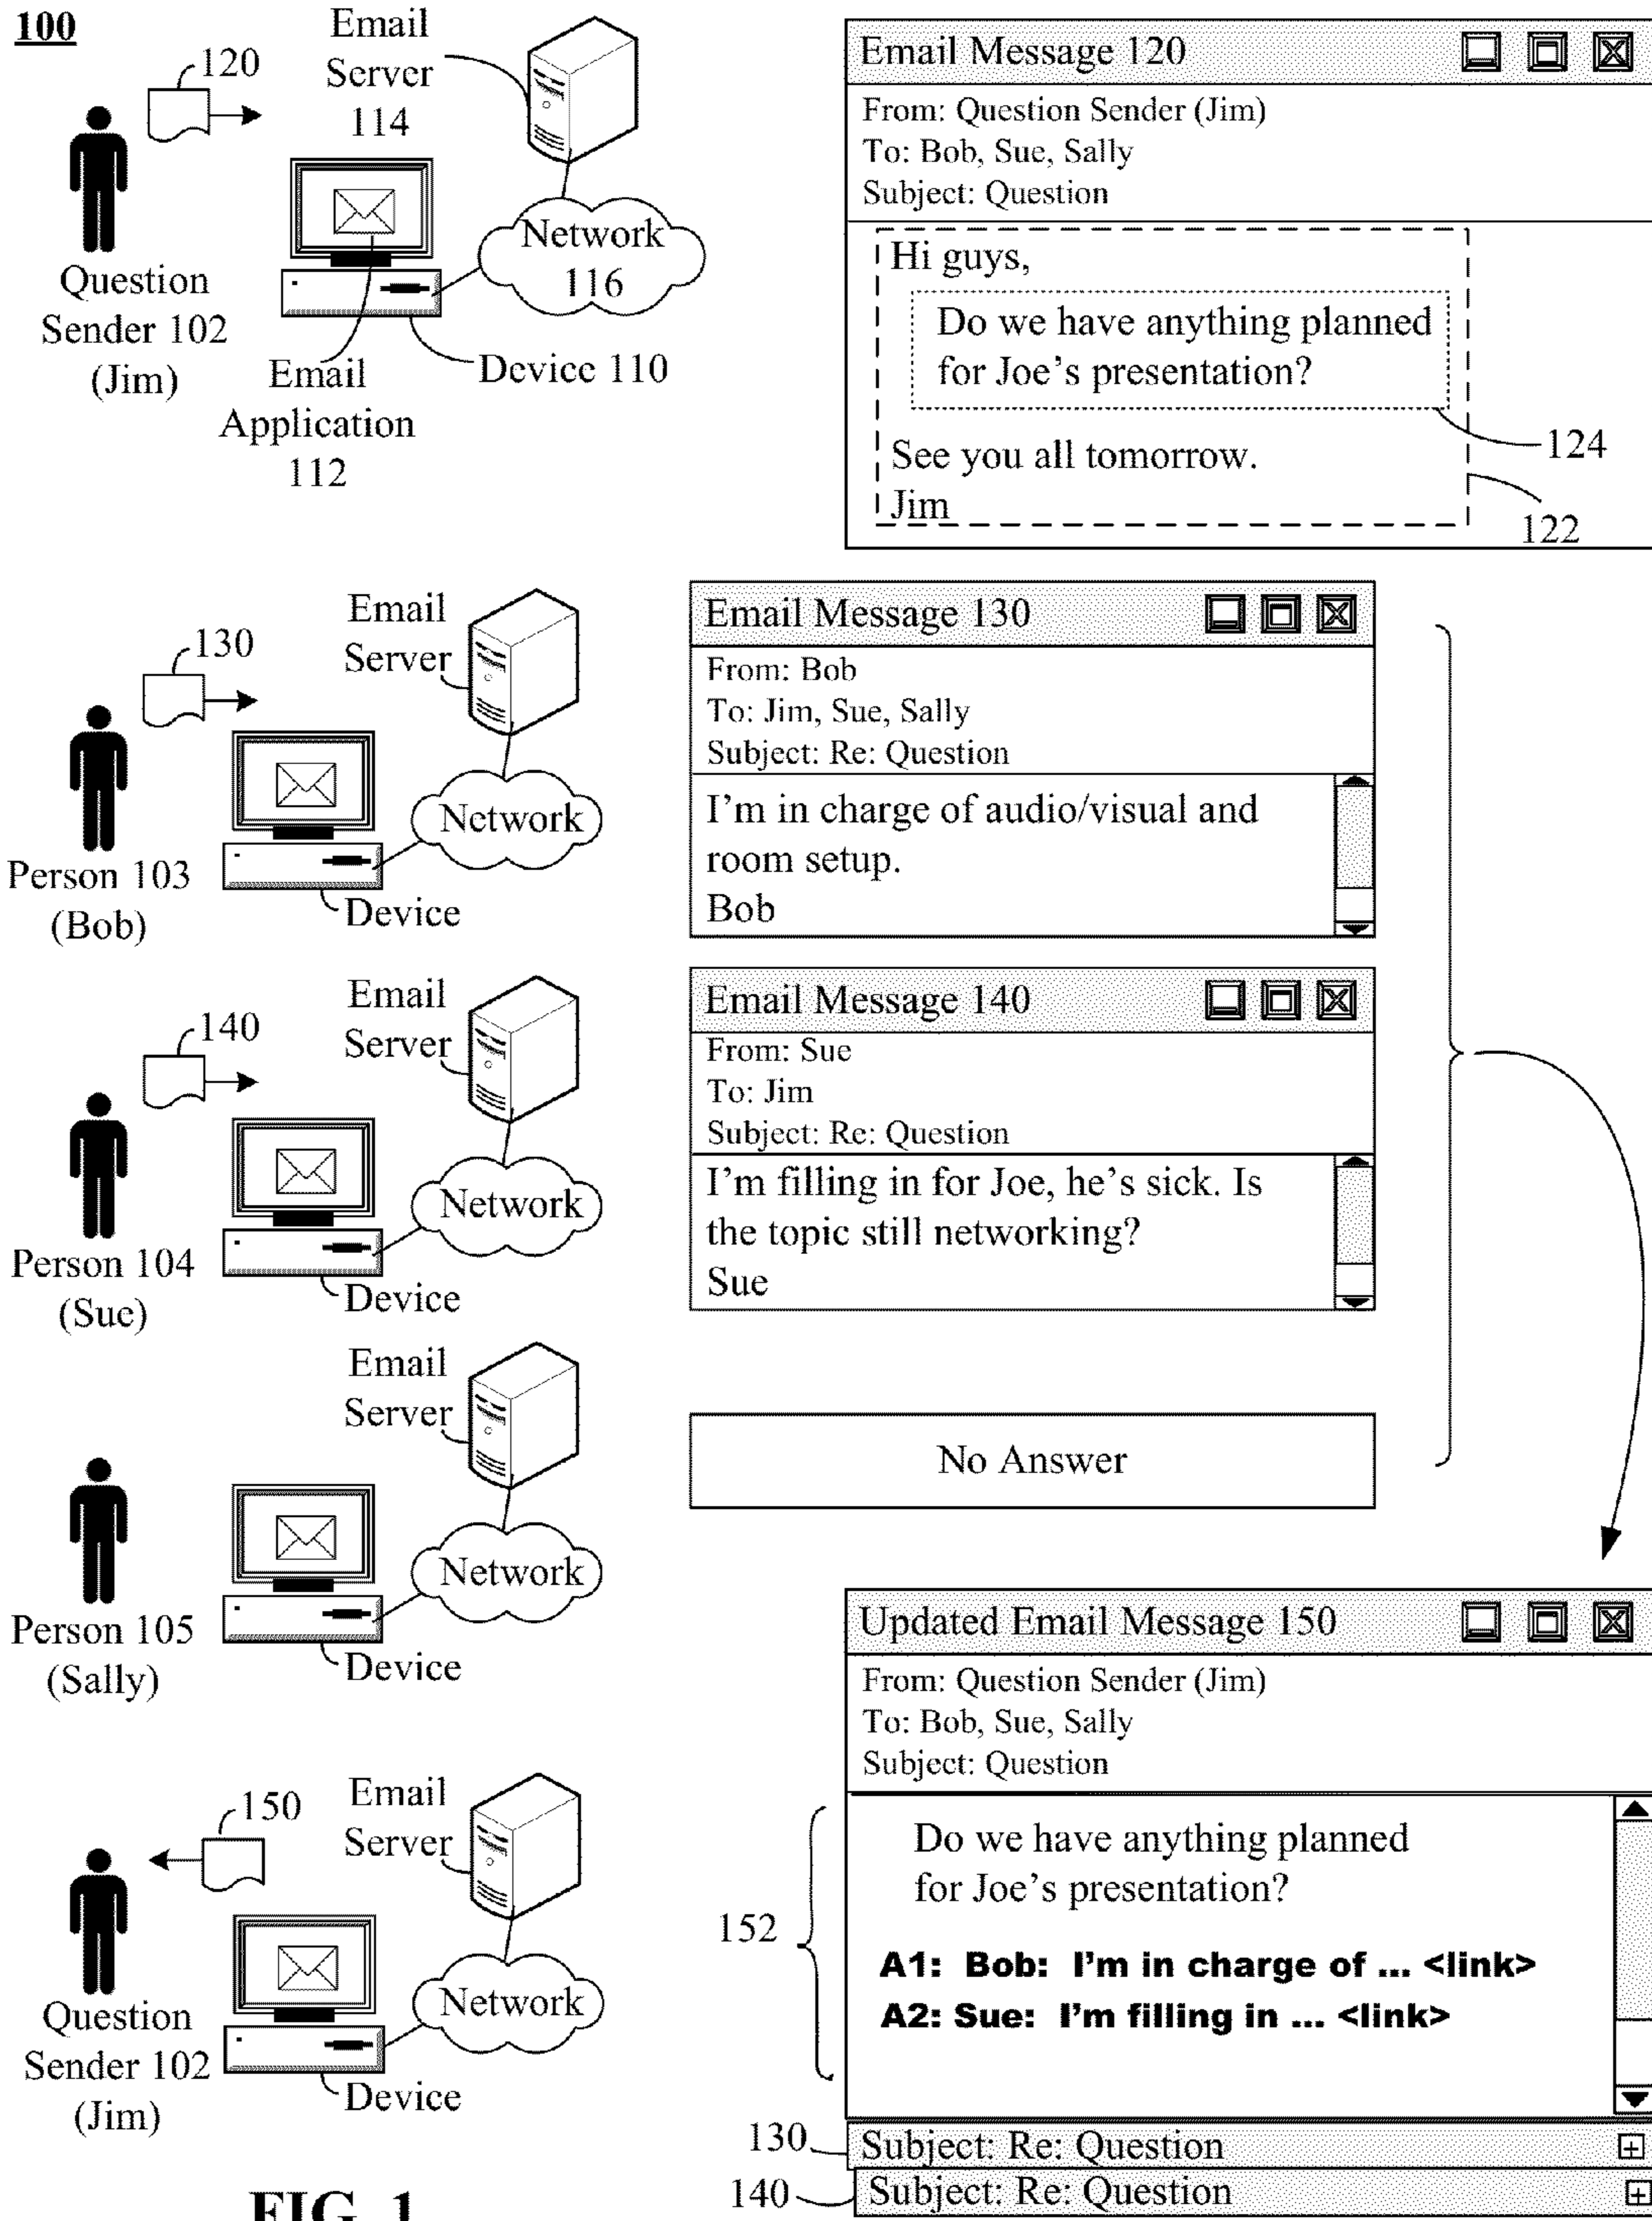 100
120
Email
Server
114
Network
116
Question
Sender 102
(Jim)
Email
Application
112
Device 110
Email Message 120
From: Question Sender (Jim)
To: Bob, Sue, Sally
Subject: Question
Hi guys,
Do we have anything planned
for Joe's presentation?
See you all tomorrow.
Jim
124
122
130
Email
Server
Network
Person 103
(Bob)
Device
Email Message 130
From: Bob
To: Jim, Sue, Sally
Subject: Re: Question
I'm in charge of audio/visual and
room setup.
Bob
140
Email
Server
Network
Person 104
(Sue)
Device
Email Message 140
From: Sue
To: Jim
Subject: Re: Question
I'm filling in for Joe, he's sick. Is
the topic still networking?
Sue
Email
Server
Network
Person 105
(Sally)
Device
No Answer
150
Email
Server
Network
Question
Sender 102
(Jim)
Device
Updated Email Message 150
From: Question Sender (Jim)
To: Bob, Sue, Sally
Subject: Question
152
Do we have anything planned
for Joe's presentation?
A1: Bob: I'm in charge of ... <link>
A2: Sue: I'm filling in ... <link>
130
Subject: Re: Question
140
Subject: Re: Question
FIG. 1